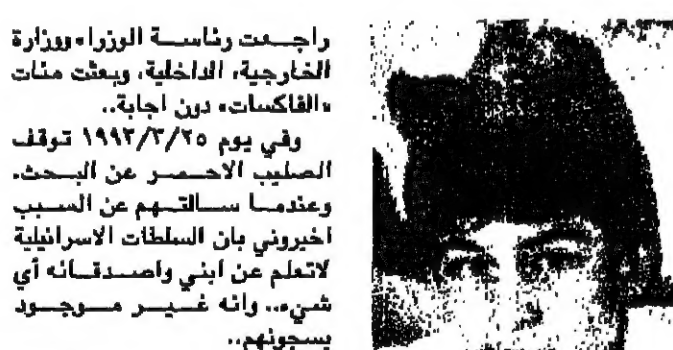 راجعت رئاسة الوزراء ووزارة
الخارجية، الداخلية، وبعثت مئات
«الفاكسات» دون اجابة..
وفي يوم ١٩٩٢/٣/٢٥ توقف
الصليب الاحمر عن البحث.
وعندما سالتهم عن السبب
اخبروني بان السلطات الاسرائيلية
لاتعلم عن ابني واصدقائه أي
شيء.. وانه غير موجود
بسجونهم..